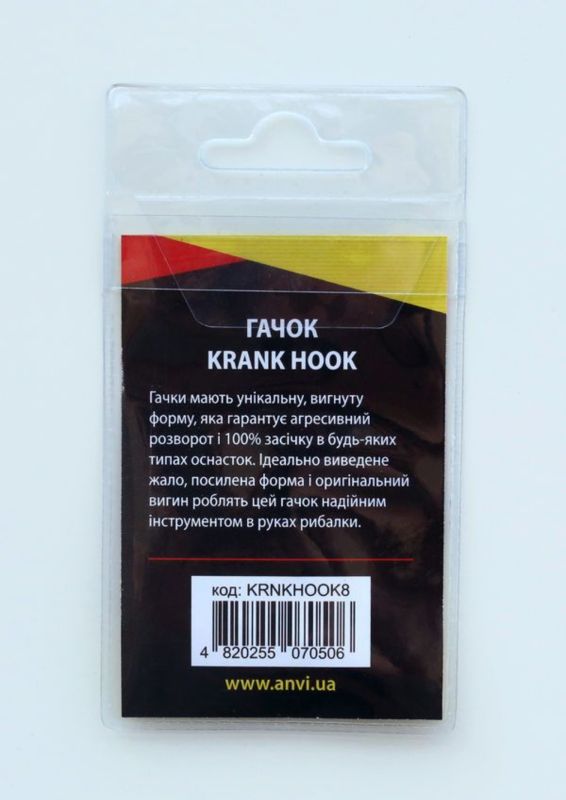 ГАЧОК
KRANK HOOK
Гачки мають унікальну, вигнуту
форму, яка гарантує агресивний
розворот і 100% засічку в будь-яких
типах оснасток. Ідеально виведене
жало, посилена форма і оригінальний
вигин роблять цей гачок надійним
інструментом в руках рибалки.
код: KRNKHOOK8
4 820255 070506
www.anvi.ua